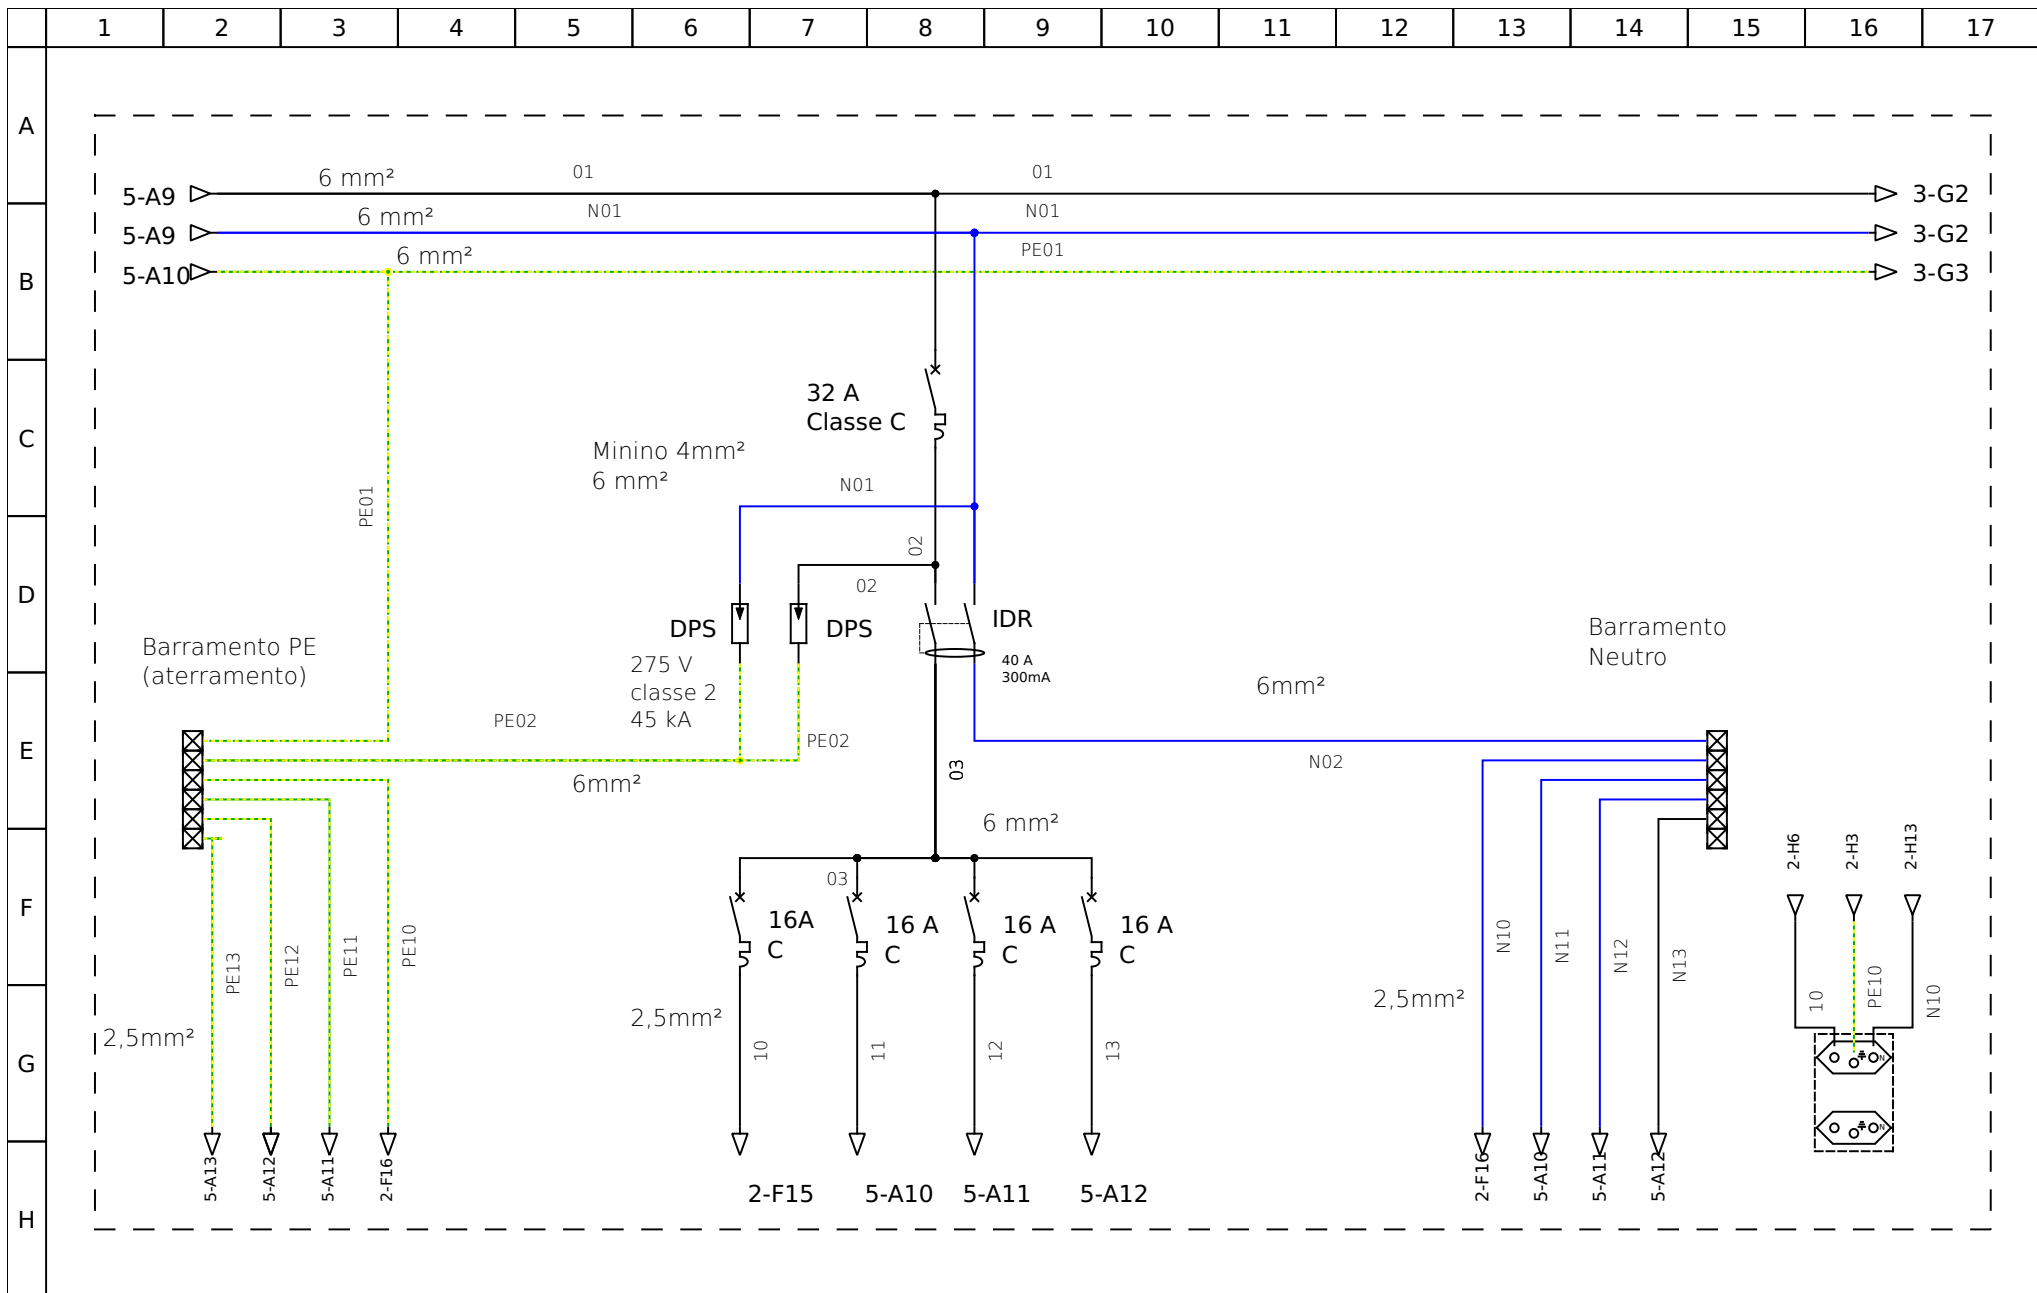 1 2 3 4 5 6 7 8 9 10 11 12 13 14 15 16 17
A
6 mm² 01 01
5-A9 3-G2
6 mm² N01 N01
5-A9 3-G2
6 mm² PE01
5-A10 3-G3
B
32 A
Classe C
C
Minino 4mm²
6 mm²
N01
PE01
02
02
D
DPS DPS IDR
Barramento PE
(aterramento)
275 V
classe 2
45 kA
40 A
300mA
Barramento
Neutro
6mm²
PE02
PE02
E
03
N02
6mm²
6 mm²
2-H6 2-H3 2-H13
03
F
16A
C
16 A
C
16 A
C
16 A
C
PE13 PE12 PE11 PE10
N10 N11 N12 N13
10 PE10 N10
2,5mm²
2,5mm²
2,5mm²
G
10 11 12 13
N
N
5-A13 5-A12 5-A11 2-F16
2-F15 5-A10 5-A11 5-A12
2-F16 5-A10 5-A11 5-A12
H